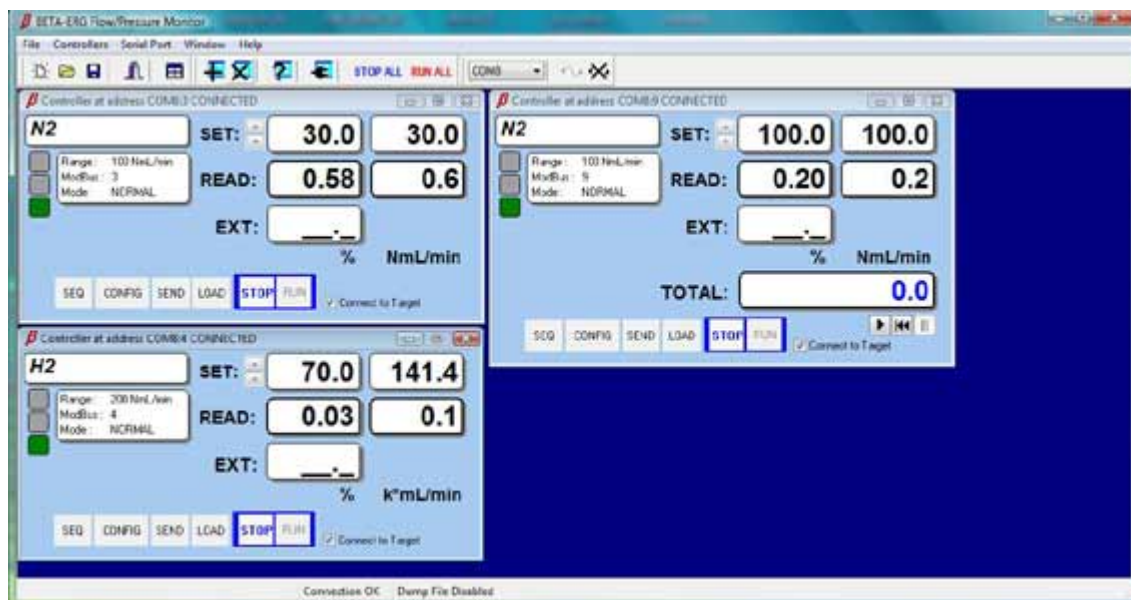 β BETA-ERG Flow/Pressure Monitor
File Controllers Serial Port Window Help
STOP ALL RUN ALL COM8
β Controller at address COM8:3 CONNECTED
N2
SET: 30.0 30.0
Range: 100 NmL/min
ModBus: 3
Mode: NORMAL
READ: 0.58 0.6
EXT: __._
% NmL/min
SEQ CONFIG SEND LOAD STOP RUN Connect to Target
β Controller at address COM8:9 CONNECTED
N2
SET: 100.0 100.0
Range: 100 NmL/min
ModBus: 9
Mode: NORMAL
READ: 0.20 0.2
EXT: __._
% NmL/min
TOTAL: 0.0
SEQ CONFIG SEND LOAD STOP RUN Connect to Target
β Controller at address COM8:4 CONNECTED
H2
SET: 70.0 141.4
Range: 200 NmL/min
ModBus: 4
Mode: NORMAL
READ: 0.03 0.1
EXT: __._
% k*mL/min
SEQ CONFIG SEND LOAD STOP RUN Connect to Target
Connection OK Dump File Disabled